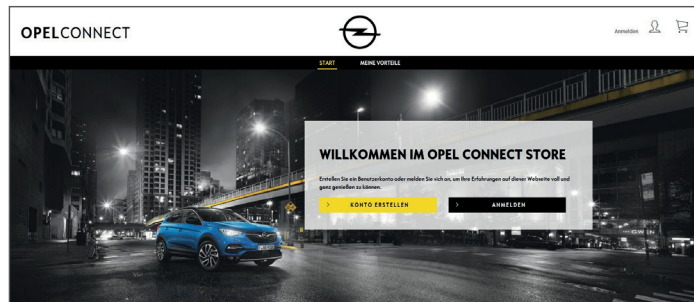 OPELCONNECT
Anmelden
START MEINE VORTEILE
WILLKOMMEN IM OPEL CONNECT STORE
Erstellen Sie ein Benutzerkonto oder melden Sie sich an, um Ihre Erfahrungen auf dieser Webseite voll und
ganz genießen zu können.
KONTO ERSTELLEN ANMELDEN